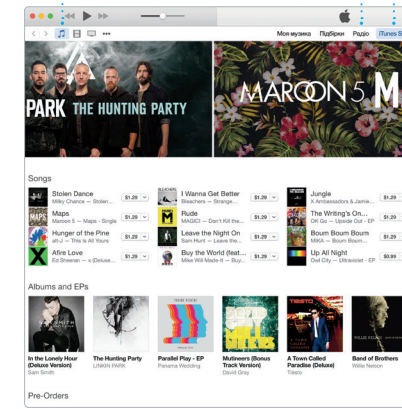 Моя музика Підбірки Радіо iTunes S
PARK THE HUNTING PARTY
MAROON 5 M
Songs
Stolen Dance
Milky Chance — Stolen...
$1.29
I Wanna Get Better
Bleachers — Strange...
$1.29
Jungle
X Ambassadors & Jamie...
$1.29
MAPS
Maps
Maroon 5 — Maps - Single
$1.29
Rude
MAGIC! — Don't Kill the...
$1.29
The Writing's On...
OK Go — Upside Out - EP
$1.29
Hunger of the Pine
alt-J — This Is All Yours
$1.29
Leave the Night On
Sam Hunt — Leave the...
$1.29
Boum Boum Boum
MIKA — Boum Boum...
$1.29
X
Afire Love
Ed Sheeran — x (Deluxe...
$1.29
Buy the World (feat...
Mike Will Made-It — Buy...
$1.29
Up All Night
Owl City — Ultraviolet - EP
$0.99
Albums and EPs
TIËSTO
In the Lonely Hour
(Deluxe Version)
Sam Smith
The Hunting Party
LINKIN PARK
Parallel Play - EP
Panama Wedding
Mutineers (Bonus
Track Version)
David Gray
A Town Called
Paradise (Deluxe)
Tiësto
Band of Brothers
Willie Nelson
Pre-Orders